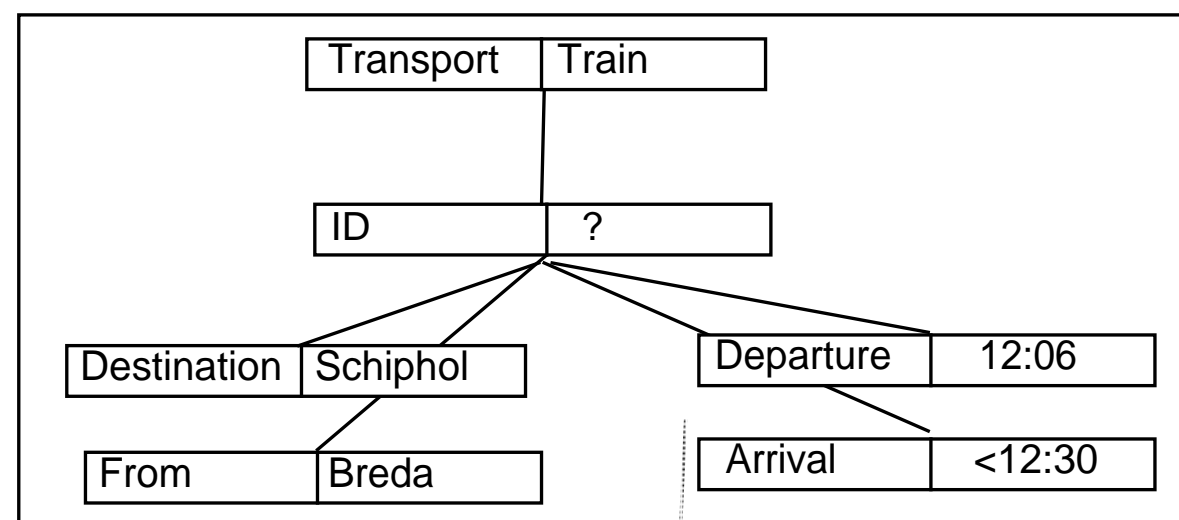 Transport Train
ID ?
Destination Schiphol
Departure 12:06
From Breda
Arrival <12:30